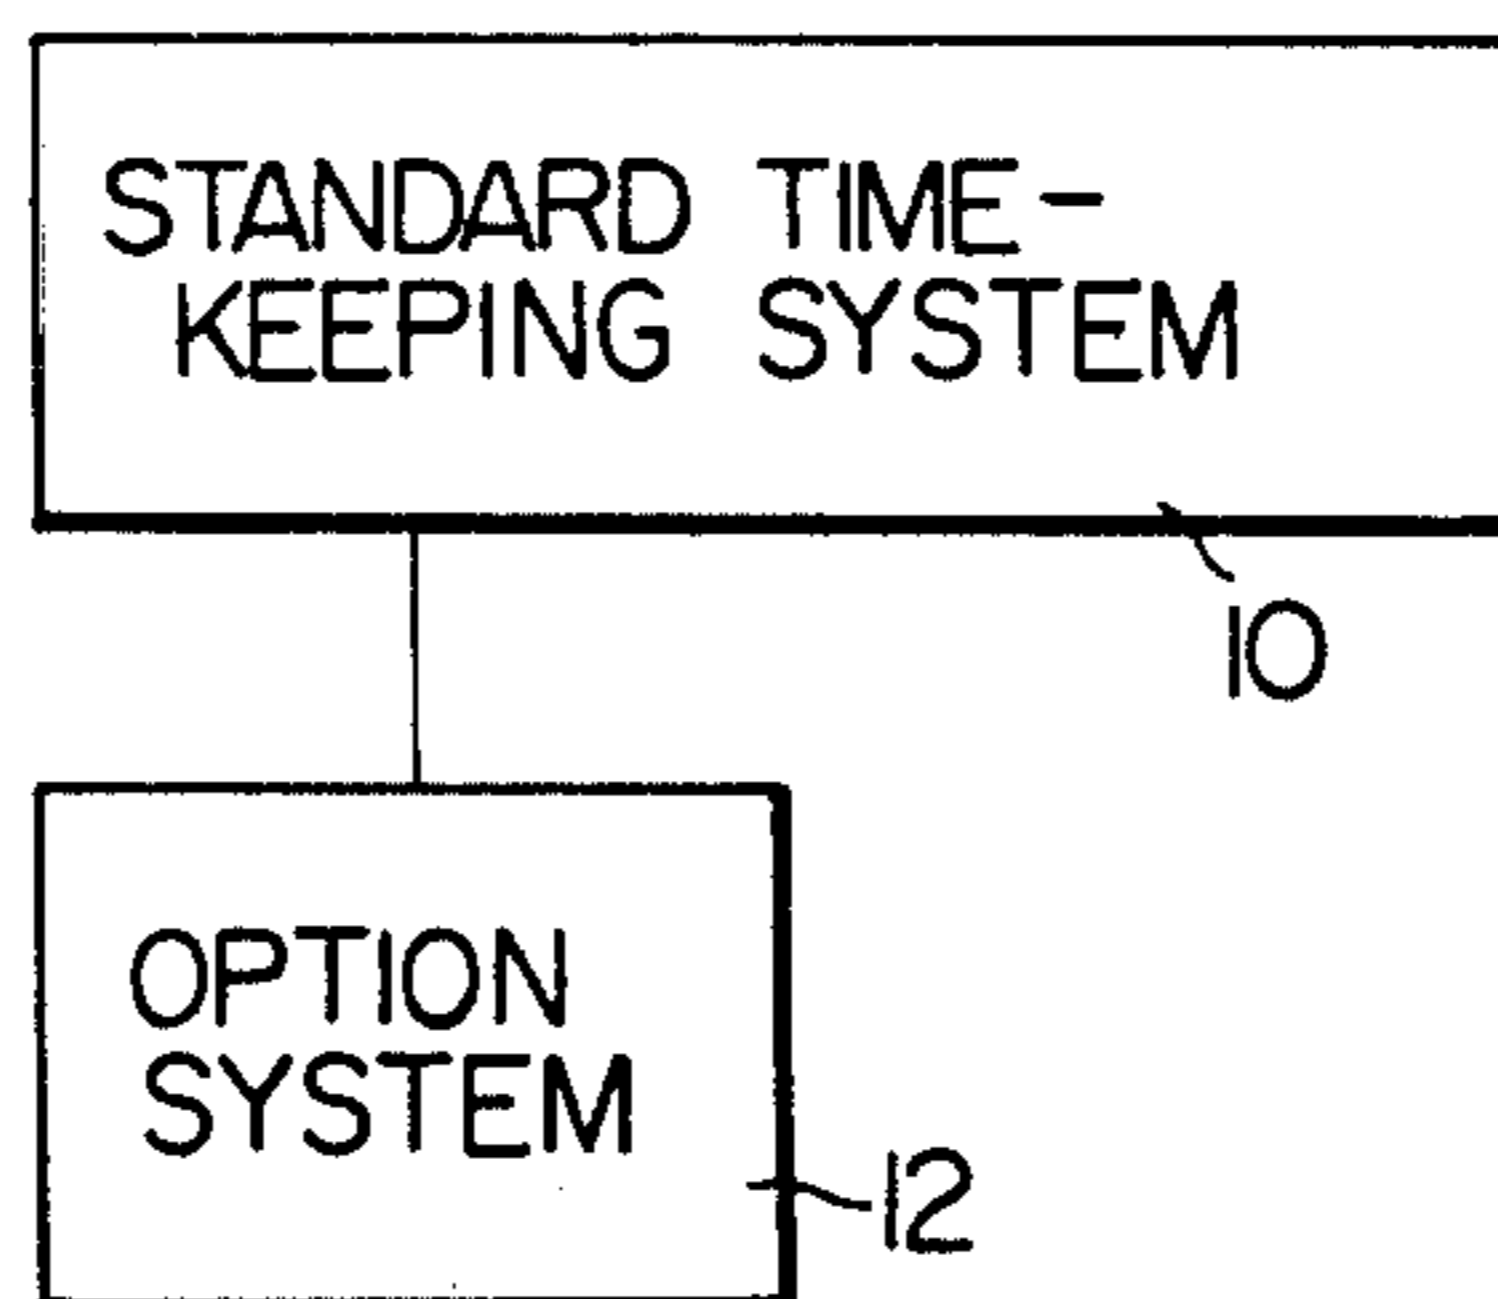 STANDARD TIME-
KEEPING SYSTEM
10
OPTION
SYSTEM
12